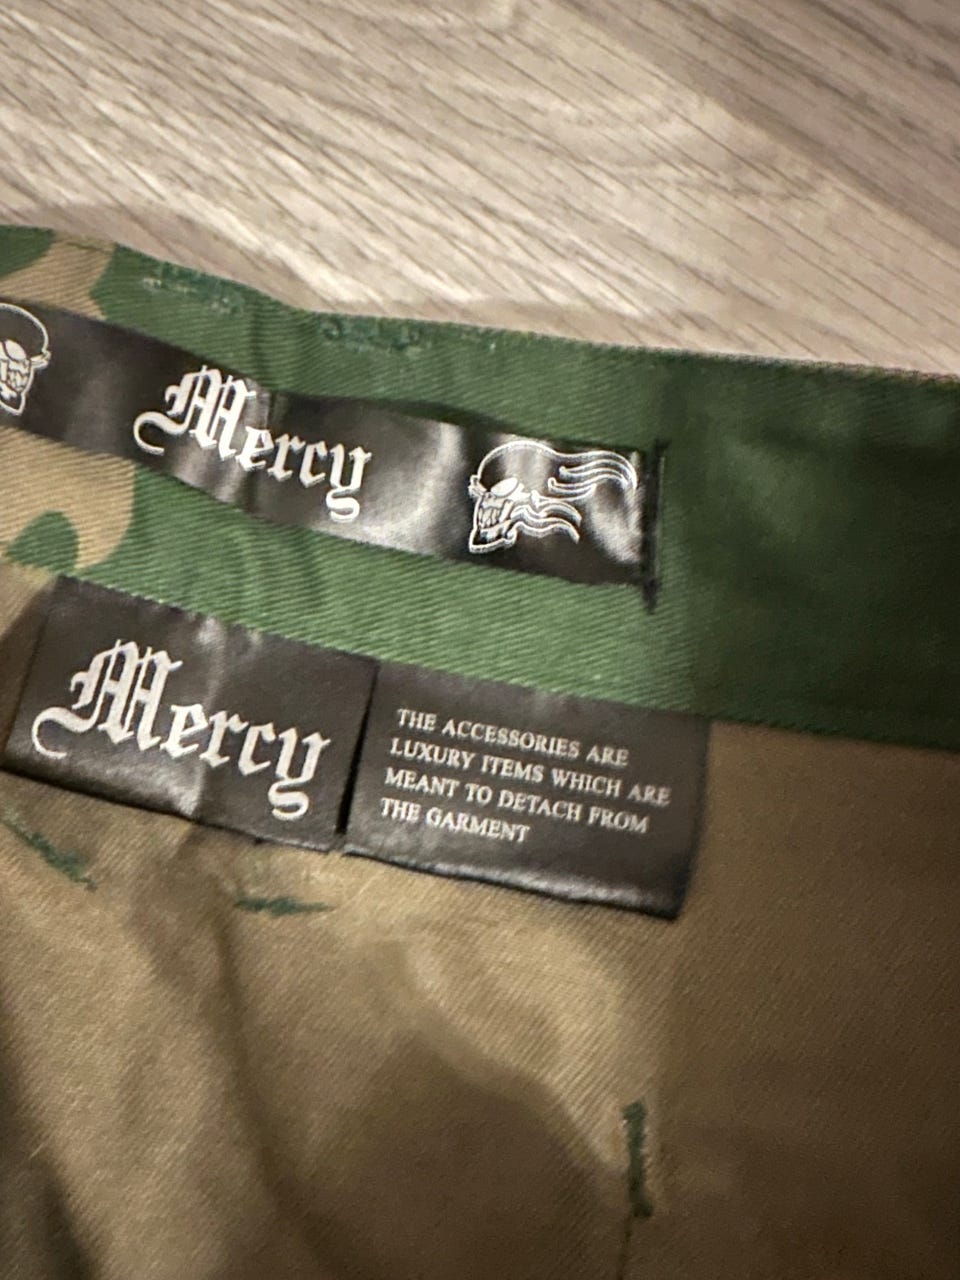 Mercy
Mercy
THE ACCESSORIES ARE
LUXURY ITEMS WHICH ARE
MEANT TO DETACH FROM
THE GARMENT